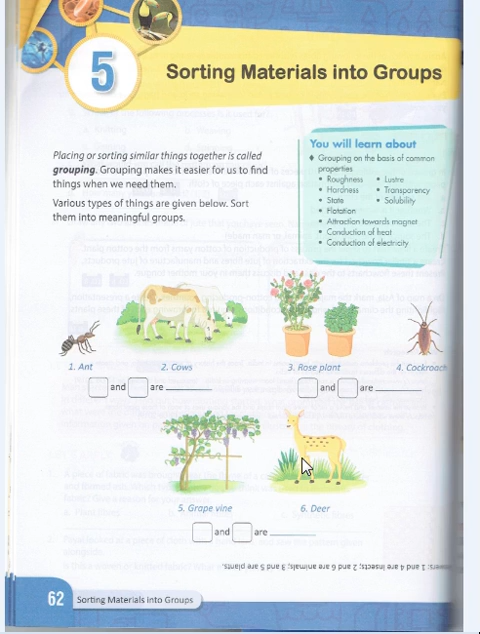 5
Sorting Materials into Groups
Placing or sorting similar things together is called
grouping. Grouping makes it easier for us to find
things when we need them.
Various types of things are given below. Sort
them into meaningful groups.
You will learn about
♦ Grouping on the basis of common
properties
• Roughness • Lustre
• Hardness • Transparency
• State • Solubility
• Flotation
• Attraction towards magnet
• Conduction of heat
• Conduction of electricity
1. Ant 2. Cows 3. Rose plant 4. Cockroach
and are
and are
5. Grape vine 6. Deer
and are
1 and 4 are insects; 2 and 6 are animals; 3 and 5 are plants.
62 Sorting Materials into Groups